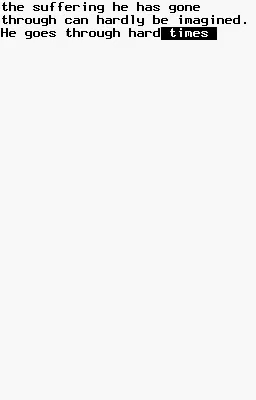 the suffering he has gone
through can hardly be imagined.
He goes through hard times